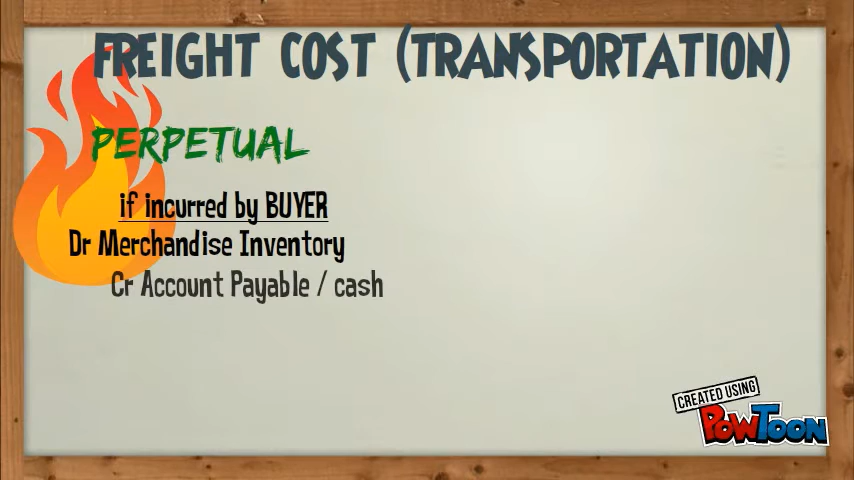 FREIGHT COST (TRANSPORTATION)
PERPETUAL
if incurred by BUYER
Dr Merchandise Inventory
Cr Account Payable / cash
CREATED USING
POWTOON